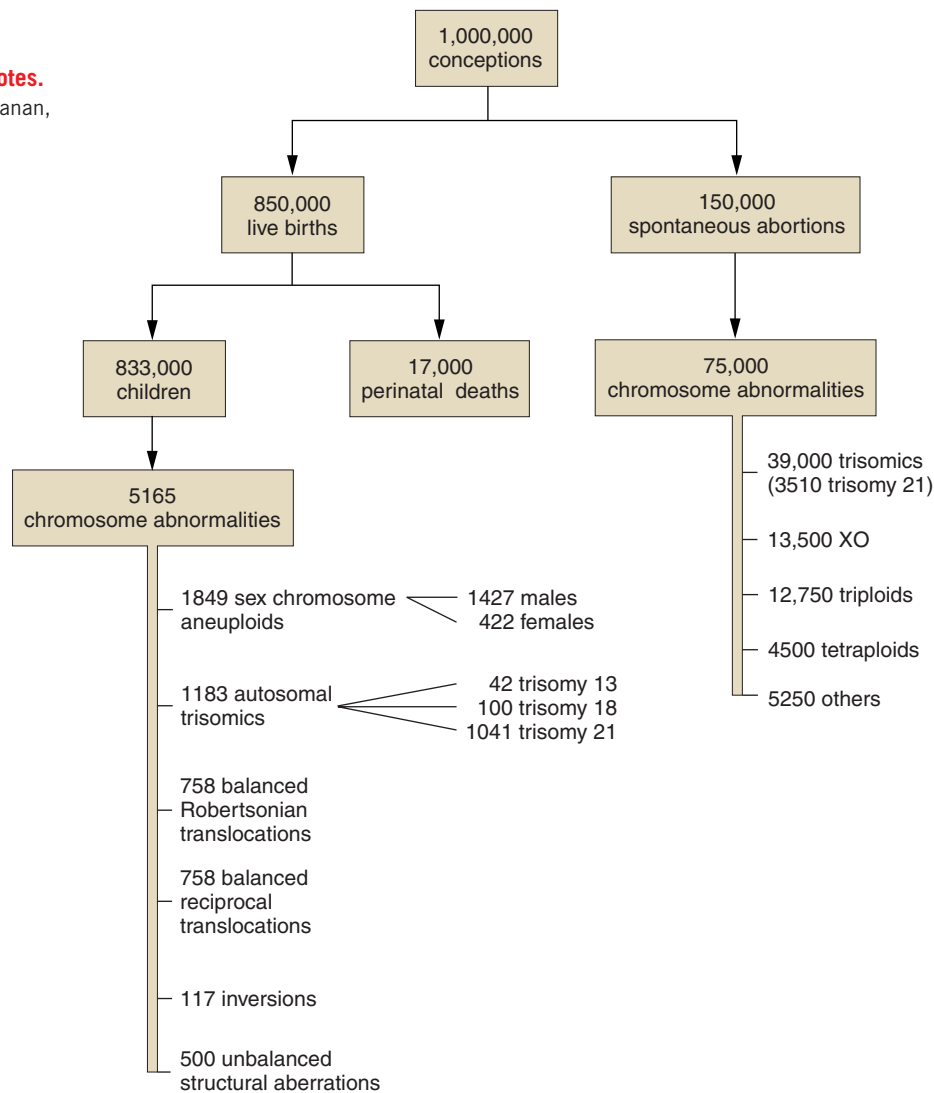 otes.
anan,
1,000,000
conceptions
850,000
live births
150,000
spontaneous abortions
833,000
children
17,000
perinatal deaths
75,000
chromosome abnormalities
39,000 trisomics
(3510 trisomy 21)
13,500 XO
12,750 triploids
4500 tetraploids
5250 others
5165
chromosome abnormalities
1849 sex chromosome
aneuploids
1427 males
422 females
1183 autosomal
trisomics
42 trisomy 13
100 trisomy 18
1041 trisomy 21
758 balanced
Robertsonian
translocations
758 balanced
reciprocal
translocations
117 inversions
500 unbalanced
structural aberrations